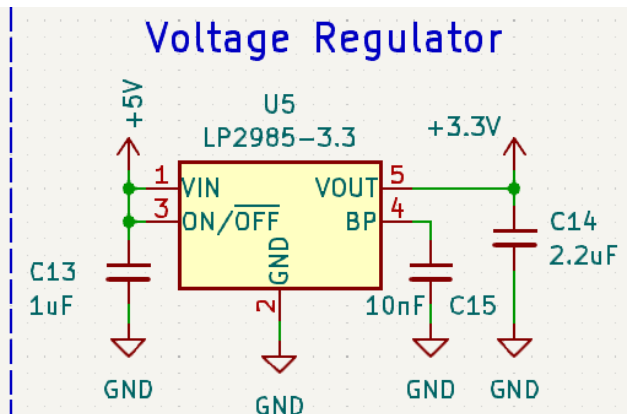 Voltage Regulator
+5V
U5
LP2985-3.3
+3.3V
1
VIN
VOUT
5
3
ON/OFF
BP
4
GND
2
C13
1uF
C14
2.2uF
10nF
C15
GND
GND
GND
GND